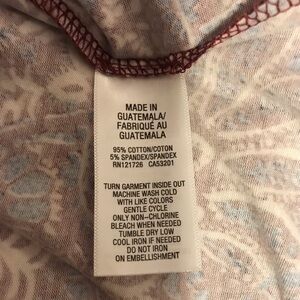 MADE IN
GUATEMALA/
FABRIQUÉ AU
GUATEMALA
95% COTTON/COTON
5% SPANDEX/SPANDEX
RN121726 CA53201
TURN GARMENT INSIDE OUT
MACHINE WASH COLD
WITH LIKE COLORS
GENTLE CYCLE
ONLY NON-CHLORINE
BLEACH WHEN NEEDED
TUMBLE DRY LOW
COOL IRON IF NEEDED
DO NOT IRON
ON EMBELLISHMENT